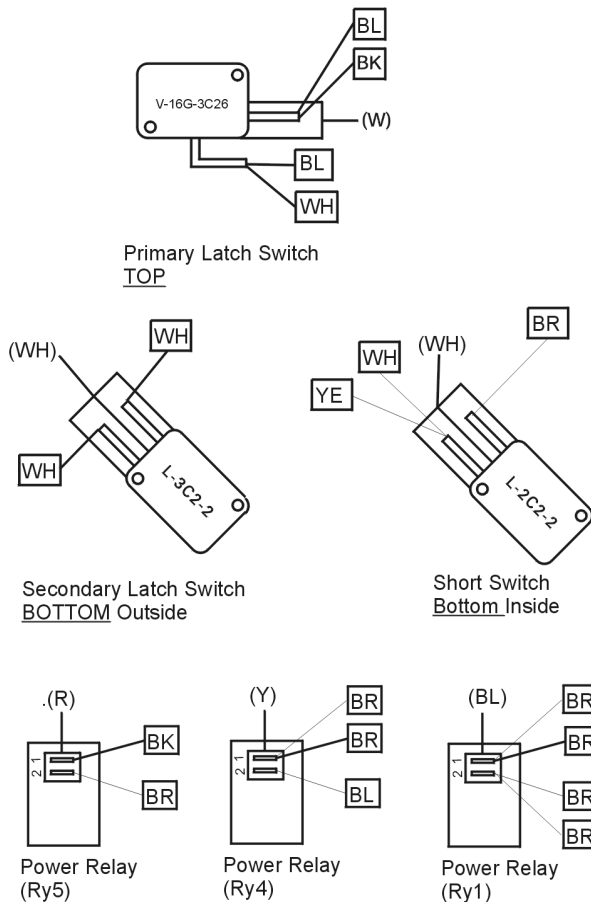 BL
BK
V-16G-3C26
(W)
BL
WH
Primary Latch Switch
TOP
(WH)
WH
WH
L-3C2-2
Secondary Latch Switch
BOTTOM Outside
BR
(WH)
WH
YE
L-2C2-2
Short Switch
Bottom Inside
.(R)
BK
2 1
BR
Power Relay
(Ry5)
(Y)
BR
BR
2 1
BL
Power Relay
(Ry4)
(BL)
BR
BR
2 1
BR
BR
Power Relay
(Ry1)